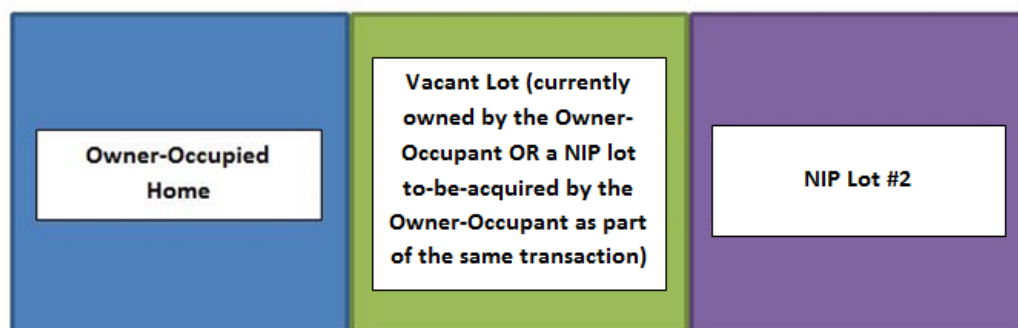 Owner-Occupied
Home
Vacant Lot (currently
owned by the Owner-
Occupant OR a NIP lot
to-be-acquired by the
Owner-Occupant as part
of the same transaction)
NIP Lot #2